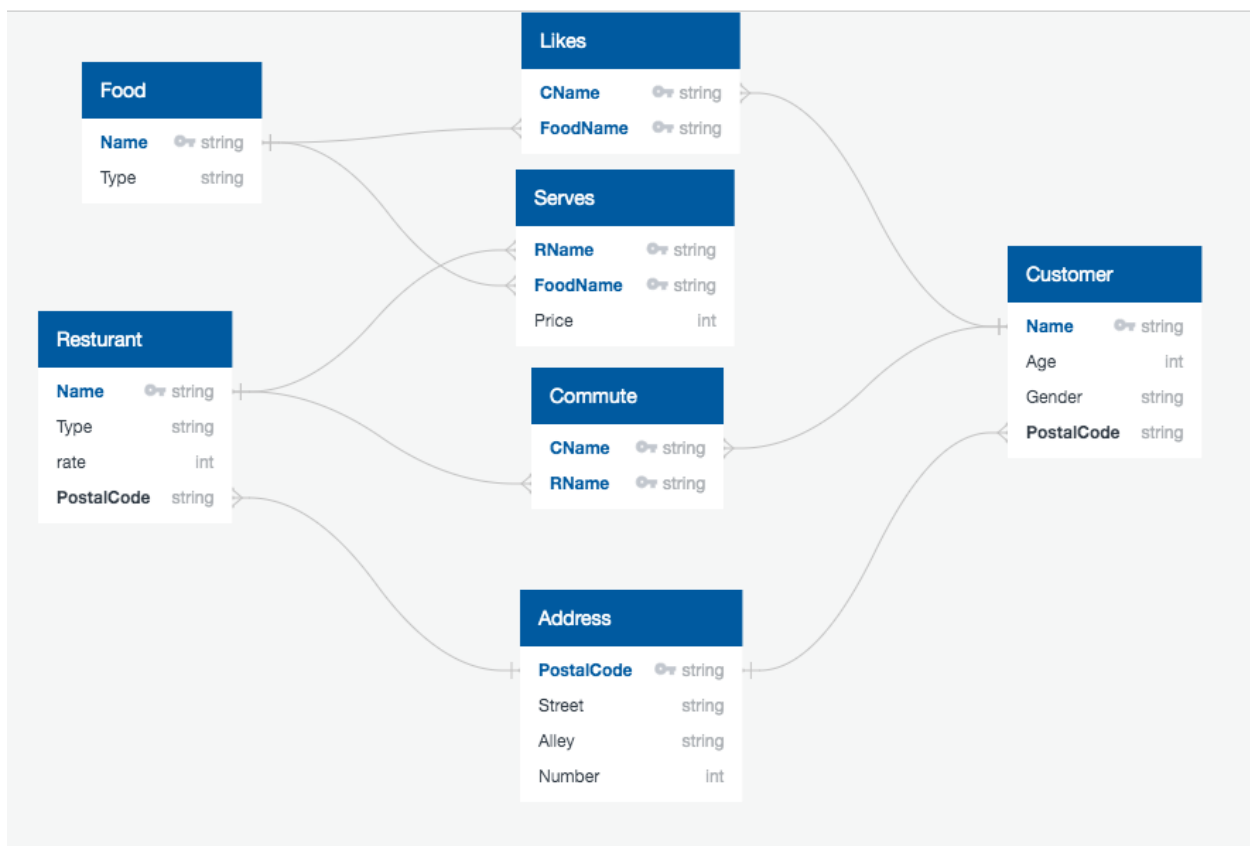 Likes
CName string
FoodName string
Food
Name string
Type string
Serves
RName string
FoodName string
Price int
Customer
Name string
Age int
Gender string
PostalCode string
Resturant
Name string
Type string
rate int
PostalCode string
Commute
CName string
RName string
Address
PostalCode string
Street string
Alley string
Number int